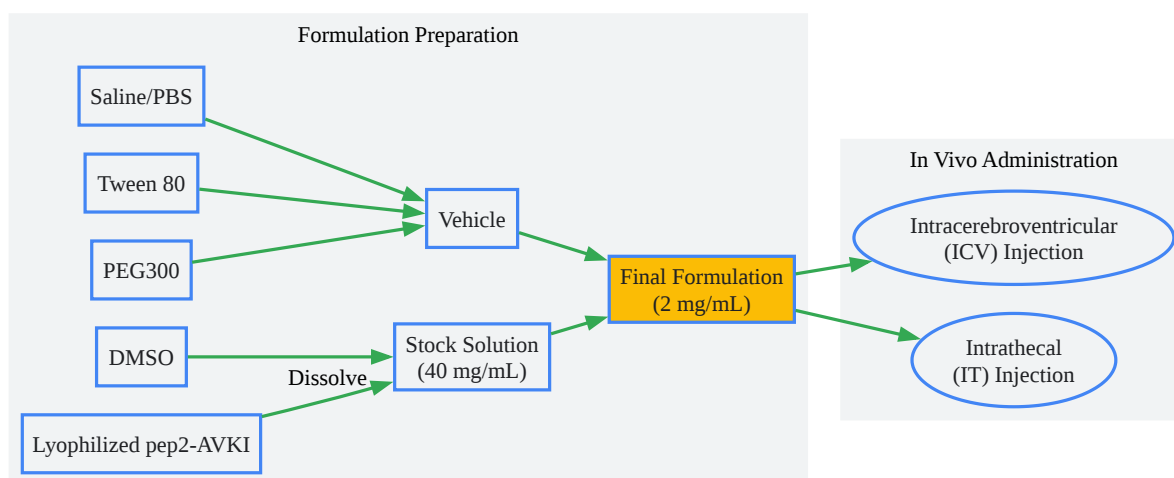 Formulation Preparation
Saline/PBS
Tween 80
PEG300
DMSO
Lyophilized pep2-AVKI
Dissolve
Vehicle
Stock Solution
(40 mg/mL)
Final Formulation
(2 mg/mL)
In Vivo Administration
Intracerebroventricular
(ICV) Injection
Intrathecal
(IT) Injection